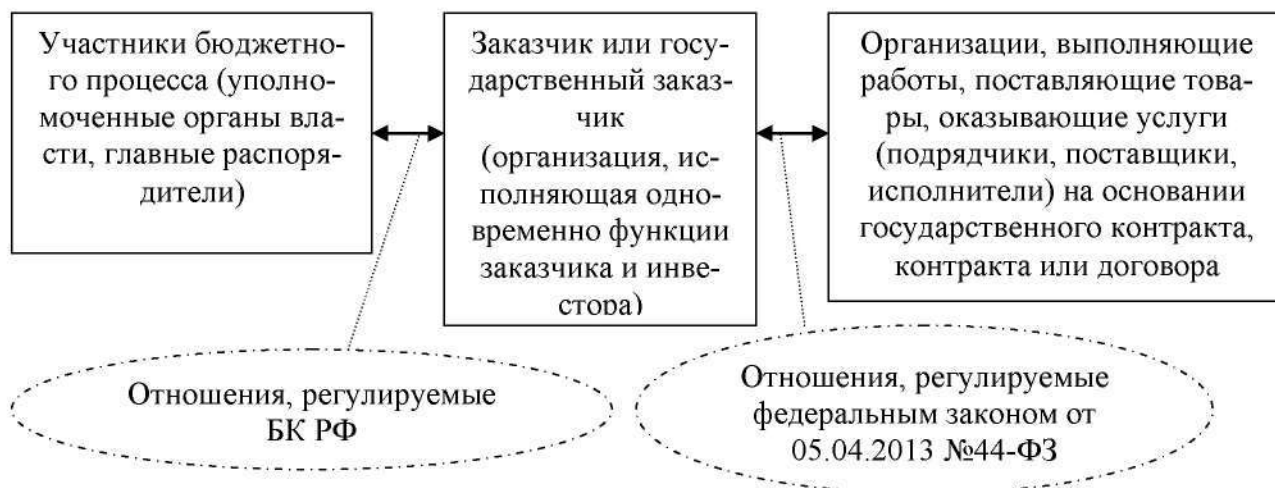 Участники бюджетно-
го процесса (уполно-
моченные органы вла-
сти, главные распоря-
дители)
Заказчик или госу-
дарственный заказ-
чик
(организация, ис-
полняющая одно-
временно функции
заказчика и инве-
стора)
Организации, выполняющие
работы, поставляющие това-
ры, оказывающие услуги
(подрядчики, поставщики,
исполнители) на основании
государственного контракта,
контракта или договора
Отношения, регулируемые
БК РФ
Отношения, регулируемые
федеральным законом от
05.04.2013 №44-ФЗ